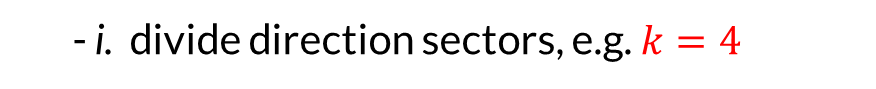 - i. divide direction sectors, e.g. k = 4